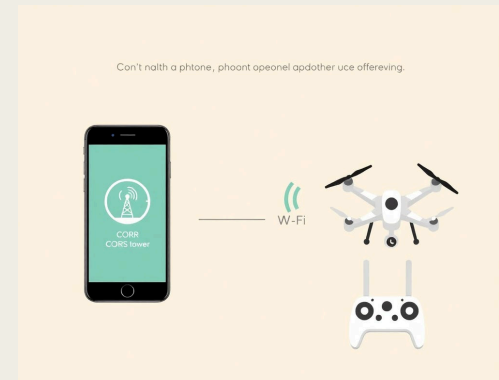 Con't nalth a phtone, phoont opeonel apdother uce offereving.
CORR
CORS tower
W-Fi